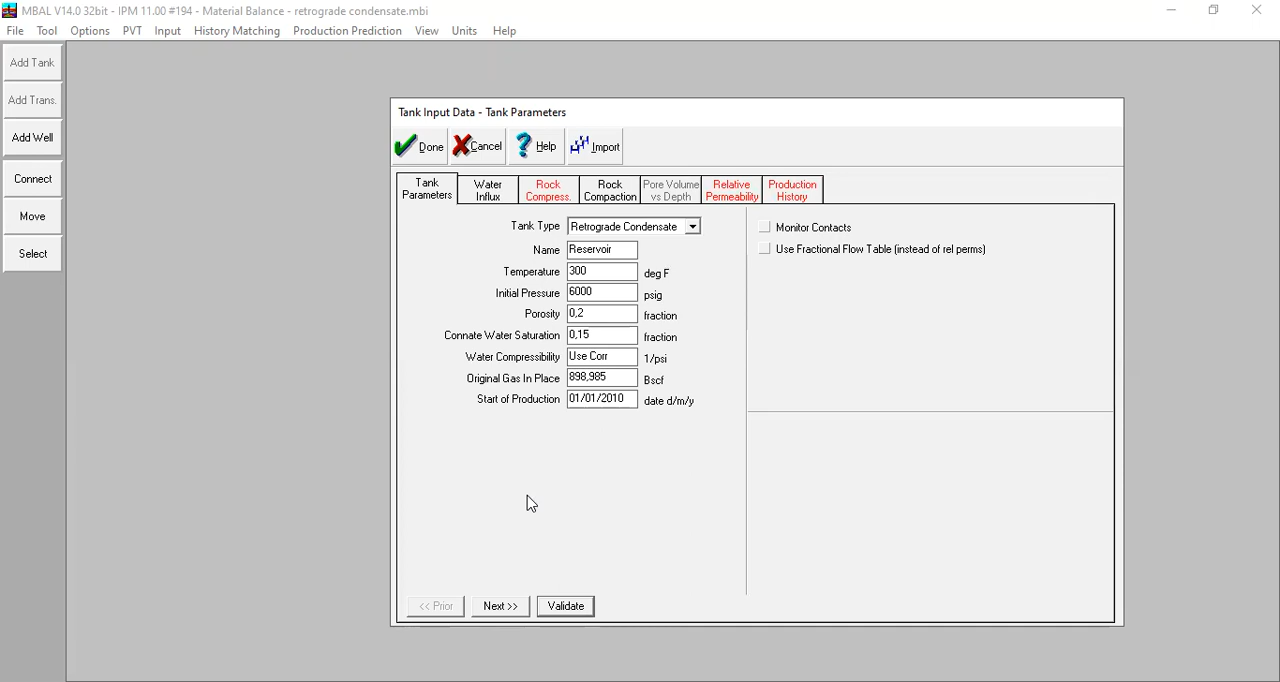 MBAL V14.0 32bit - IPM 11.00 #194 - Material Balance - retrograde condensate.mbi
File Tool Options PVT Input History Matching Production Prediction View Units Help
Add Tank
Add Trans.
Add Well
Connect
Move
Select
Tank Input Data - Tank Parameters
Done Cancel Help Import
Tank Parameters
Water Influx
Rock Compress.
Rock Compaction
Pore Volume vs Depth
Relative Permeability
Production History
Tank Type Retrograde Condensate
Name Reservoir
Temperature 300 deg F
Initial Pressure 6000 psig
Porosity 0,2 fraction
Connate Water Saturation 0,15 fraction
Water Compressibility Use Corr 1/psi
Original Gas In Place 898,985 Bscf
Start of Production 01/01/2010 date d/m/y
Monitor Contacts
Use Fractional Flow Table (instead of rel perms)
<< Prior Next >> Validate